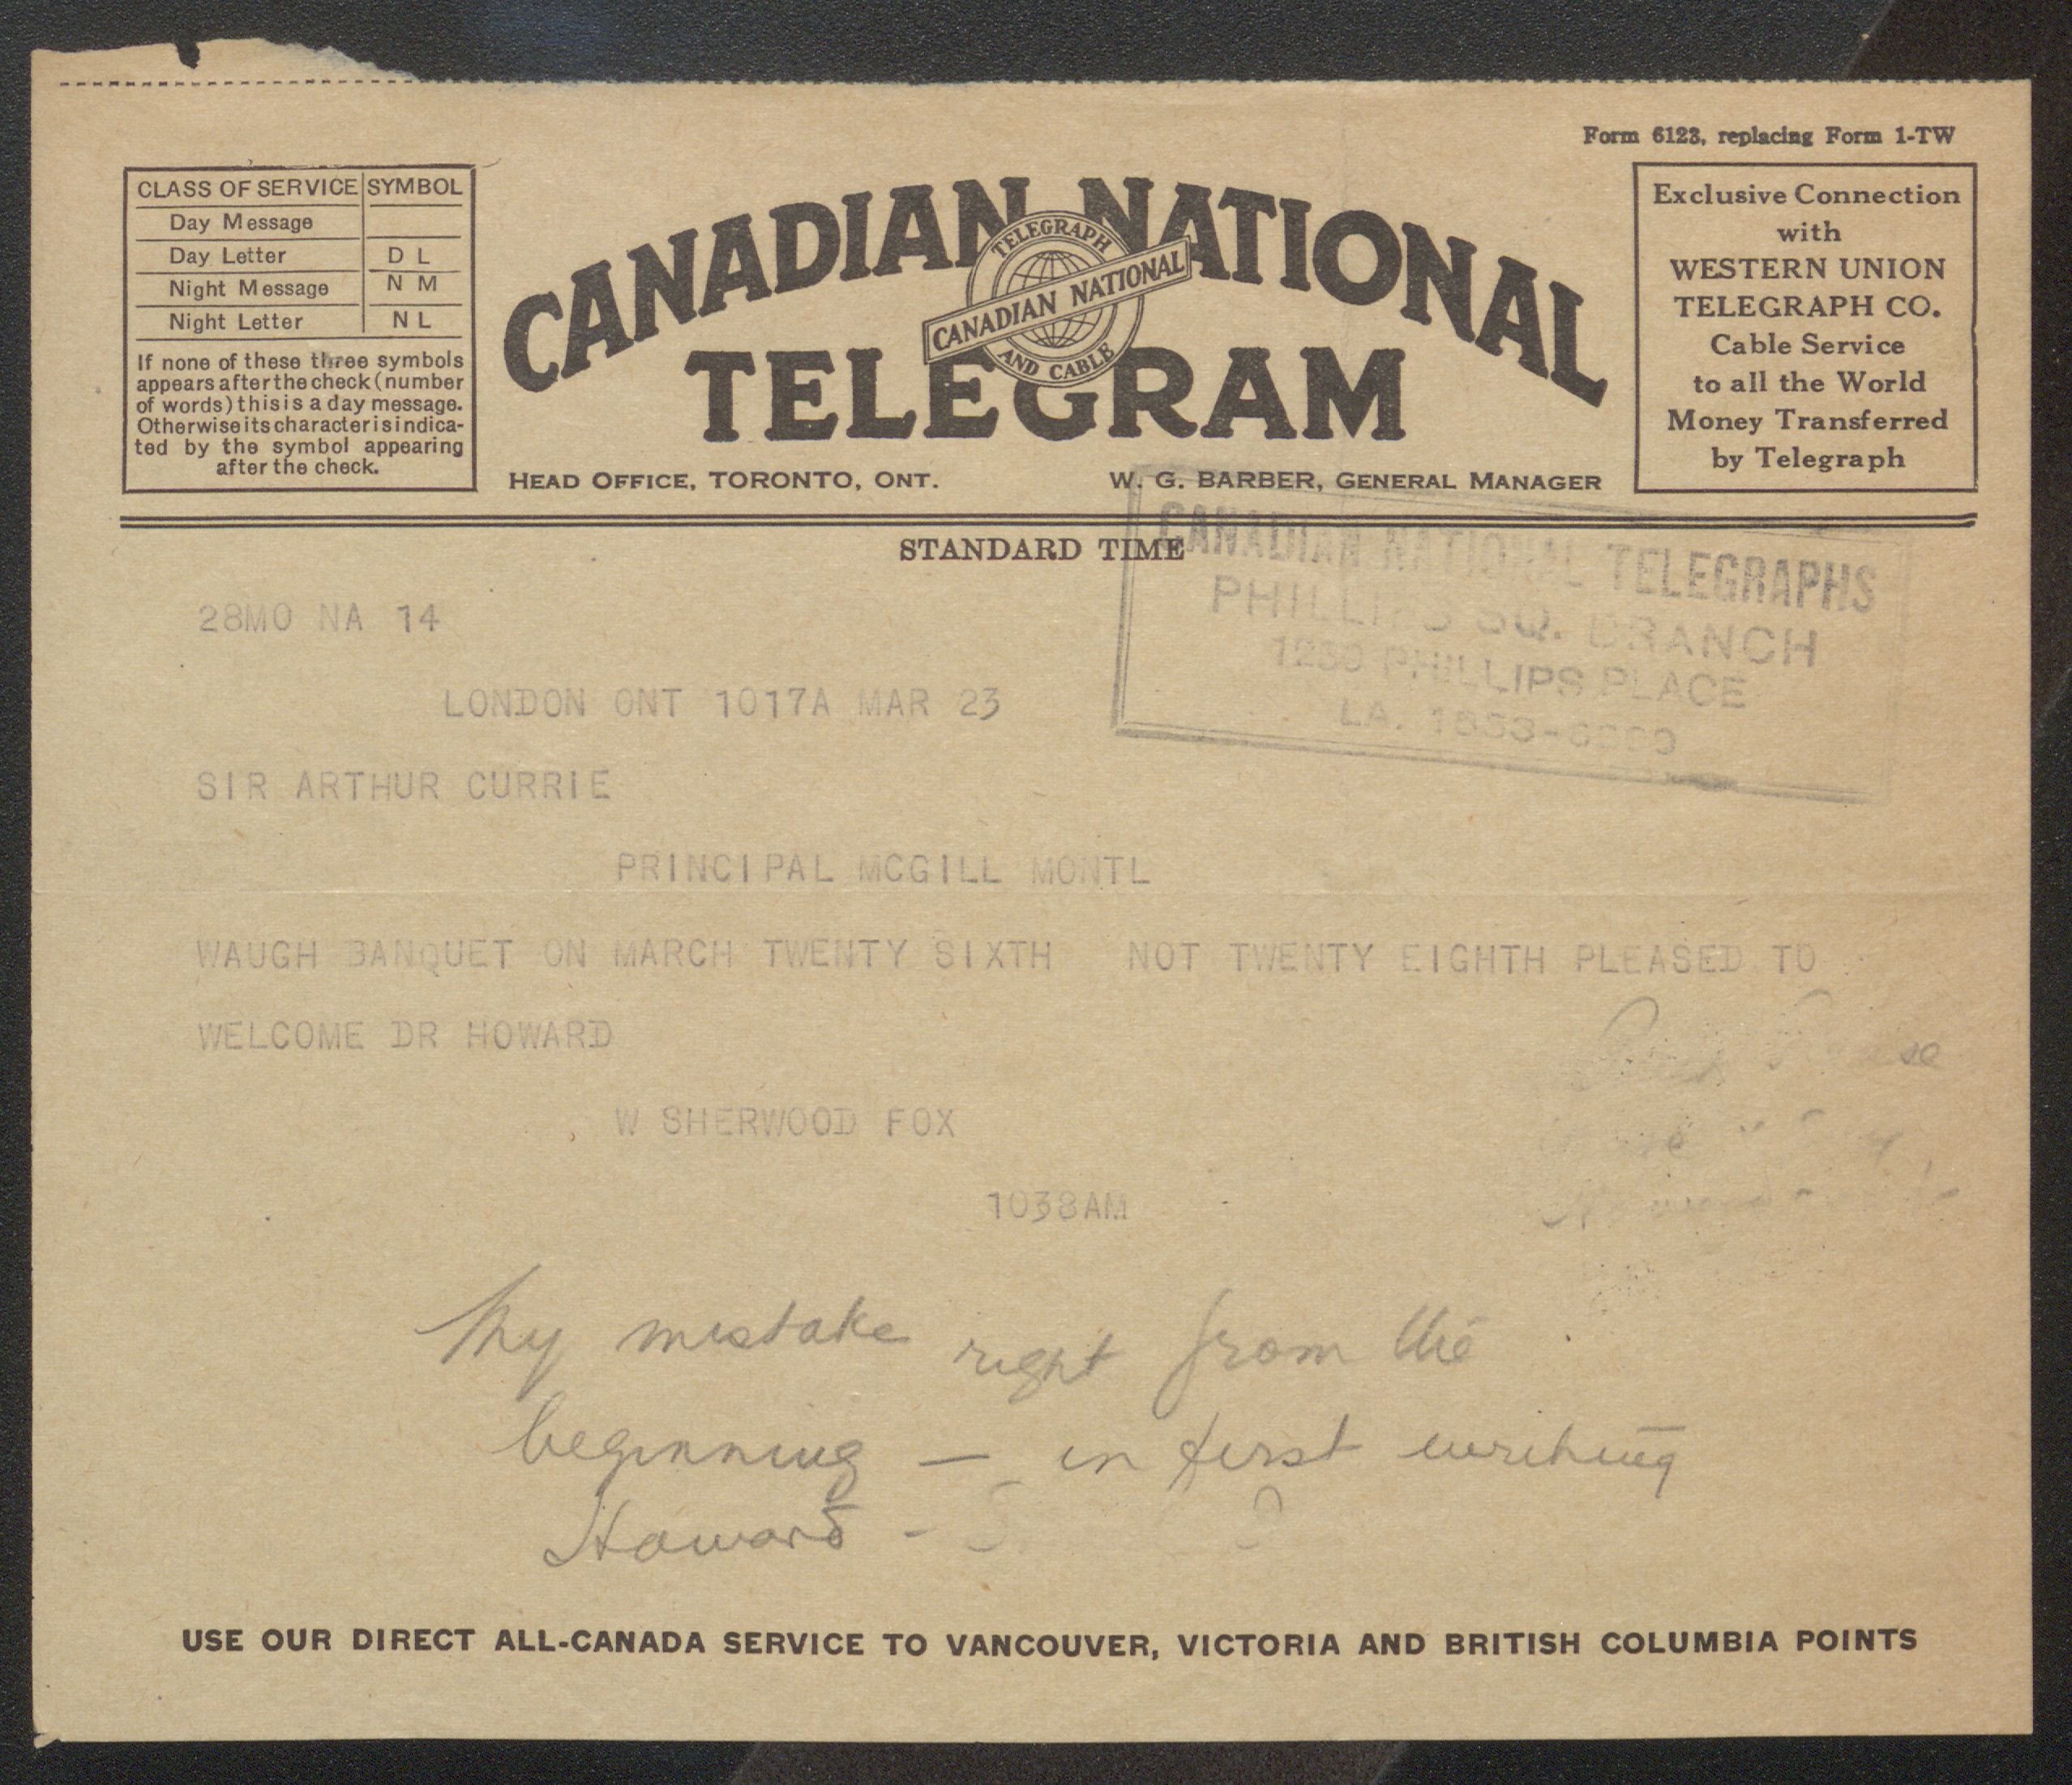 Form 6123, replacing Form 1-TW
CLASS OF SERVICE SYMBOL
Day Message
Day Letter D L
Night Message N M
Night Letter N L
If none of these three symbols
appears after the check (number
of words) this is a day message.
Otherwise its character is indica-
ted by the symbol appearing
after the check.
CANADIAN NATIONAL
TELEGRAPH
CANADIAN NATIONAL
AND CABLE
TELEGRAM
HEAD OFFICE, TORONTO, ONT. W. G. BARBER, GENERAL MANAGER
Exclusive Connection
with
WESTERN UNION
TELEGRAPH CO.
Cable Service
to all the World
Money Transferred
by Telegraph
STANDARD TIME
CANADIAN NATIONAL TELEGRAPHS
PHILLIPS SQ. BRANCH
PHILLIPS PLACE
LA.
28MO NA 14
LONDON ONT 1017A MAR 23
SIR ARTHUR CURRIE
PRINCIPAL MCGILL MONTL
WAUGH BANQUET ON MARCH TWENTY SIXTH NOT TWENTY EIGHTH PLEASED TO
WELCOME DR HOWARD
W SHERWOOD FOX
1038AM
My mistake right from the
beginning — in first writing
Howard -
USE OUR DIRECT ALL-CANADA SERVICE TO VANCOUVER, VICTORIA AND BRITISH COLUMBIA POINTS